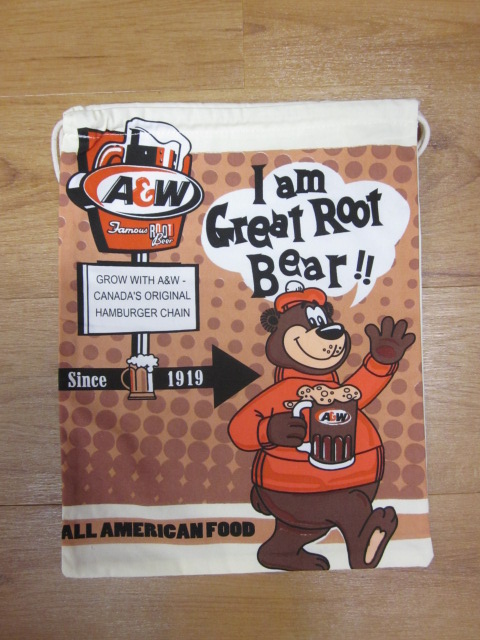 A&W
Famous ROOT Beer
GROW WITH A&W -
CANADA'S ORIGINAL
HAMBURGER CHAIN
Since 1919
I am
Great Root
Bear!!
A&W
ALL AMERICAN FOOD